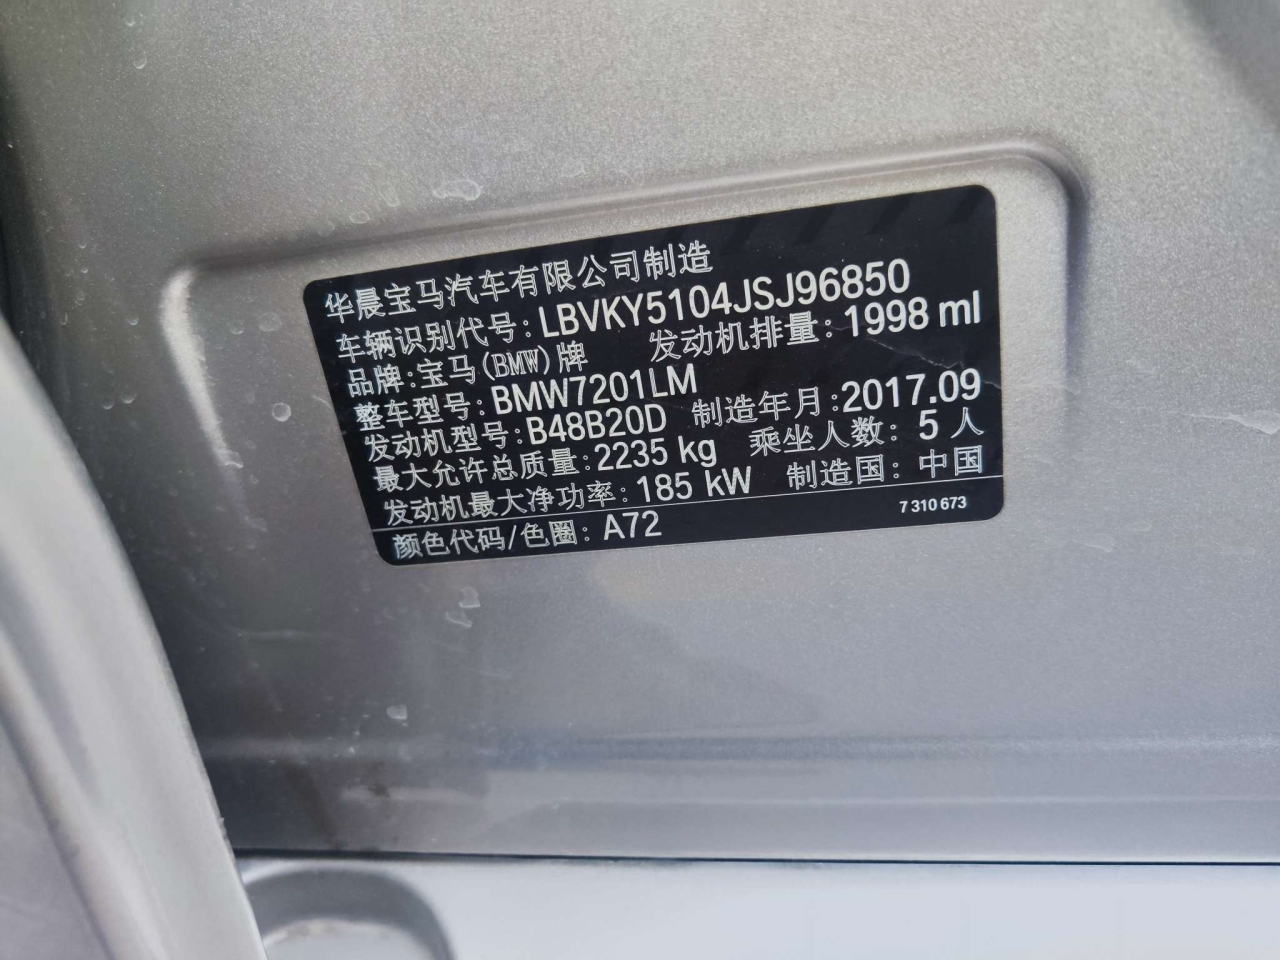 华晨宝马汽车有限公司制造
车辆识别代号: LBVKY5104JSJ96850
品牌:宝马(BMW)牌 发动机排量: 1998 ml
整车型号: BMW7201LM
发动机型号: B48B20D 制造年月:2017.09
最大允许总质量: 2235 kg 乘坐人数: 5 人
发动机最大净功率: 185 kW 制造国: 中国
颜色代码/色圈: A72 7 310 673